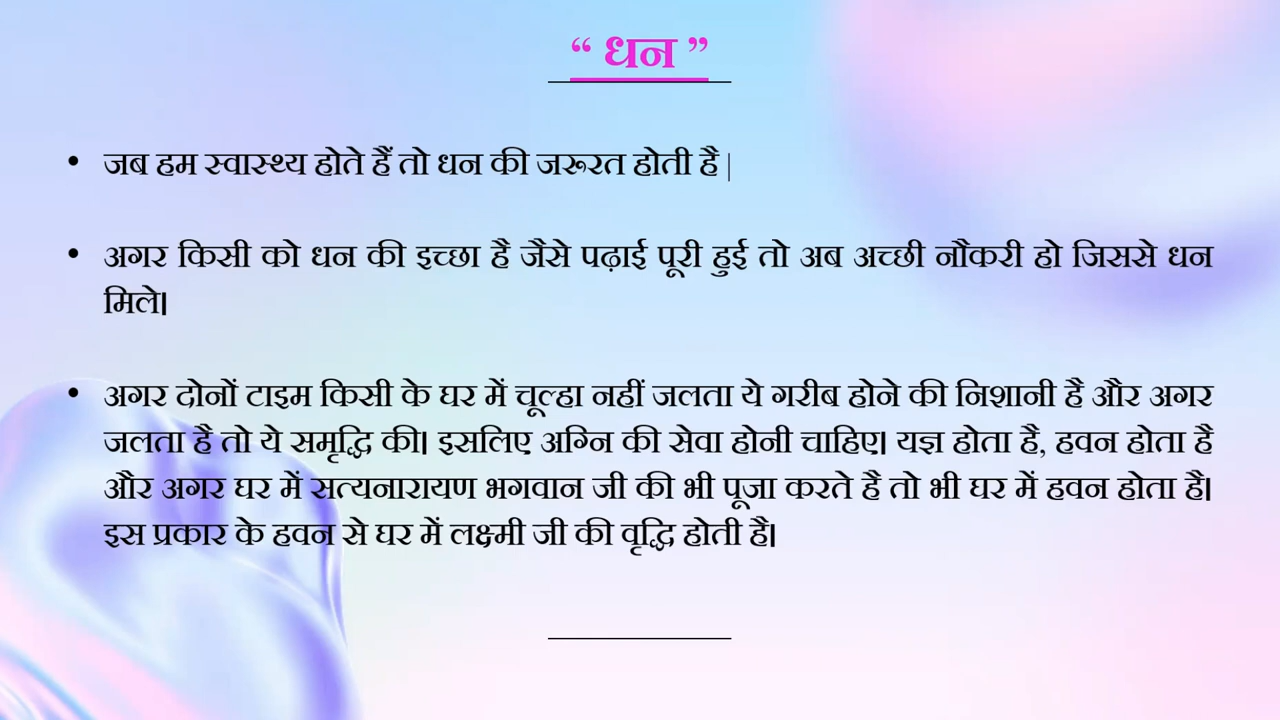 “ धन ”
• जब हम स्वास्थ्य होते हैं तो धन की जरूरत होती है |
• अगर किसी को धन की इच्छा है जैसे पढ़ाई पूरी हुई तो अब अच्छी नौकरी हो जिससे धन
मिले।
• अगर दोनों टाइम किसी के घर में चूल्हा नहीं जलता ये गरीब होने की निशानी है और अगर
जलता है तो ये समृद्धि की। इसलिए अग्नि की सेवा होनी चाहिए। यज्ञ होता है, हवन होता है
और अगर घर में सत्यनारायण भगवान जी की भी पूजा करते है तो भी घर में हवन होता है।
इस प्रकार के हवन से घर में लक्ष्मी जी की वृद्धि होती है।